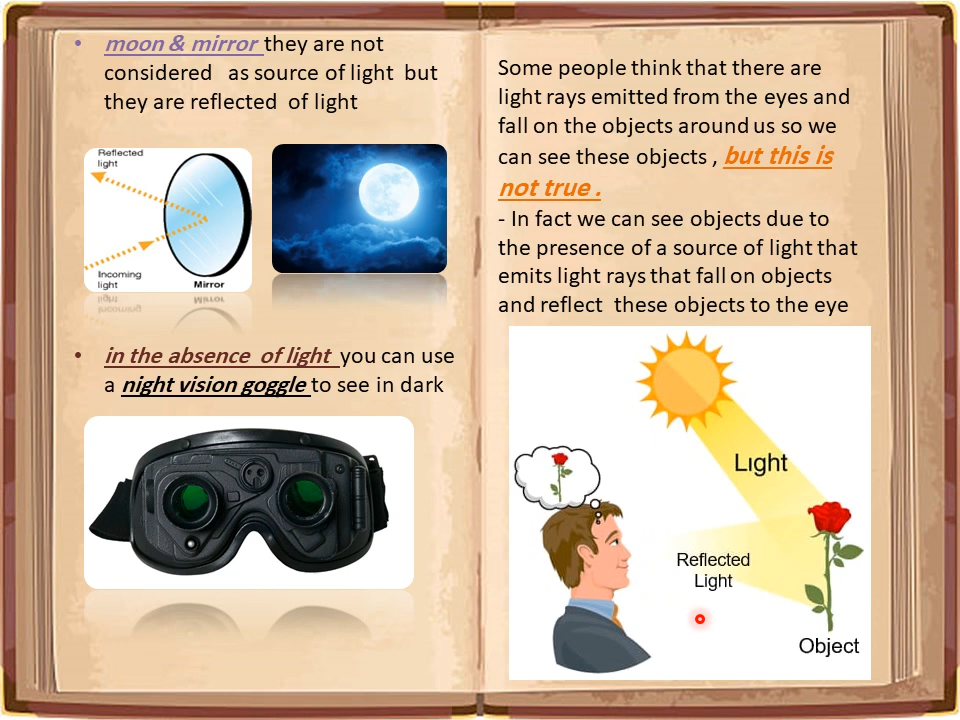 • moon & mirror they are not
considered as source of light but
they are reflected of light
Reflected
light
Incoming
light
Mirror
• in the absence of light you can use
a night vision goggle to see in dark
Some people think that there are
light rays emitted from the eyes and
fall on the objects around us so we
can see these objects , but this is
not true .
- In fact we can see objects due to
the presence of a source of light that
emits light rays that fall on objects
and reflect these objects to the eye
Light
Reflected
Light
Object